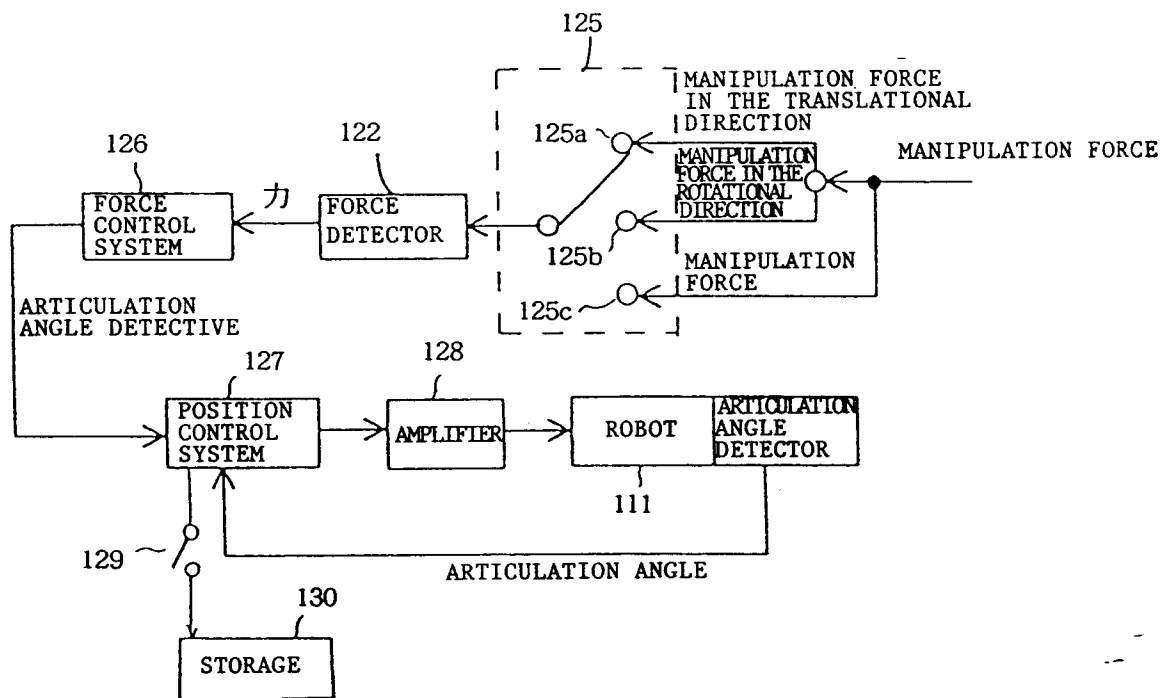 125
MANIPULATION FORCE
IN THE TRANSLATIONAL
DIRECTION
125a
MANIPULATION
FORCE IN THE
ROTATIONAL
DIRECTION
MANIPULATION FORCE
126
122
力
FORCE
CONTROL
SYSTEM
FORCE
DETECTOR
125b
MANIPULATION
FORCE
125c
ARTICULATION
ANGLE DETECTIVE
127
128
POSITION
CONTROL
SYSTEM
AMPLIFIER
ROBOT
ARTICULATION
ANGLE
DETECTOR
111
129
ARTICULATION ANGLE
130
STORAGE